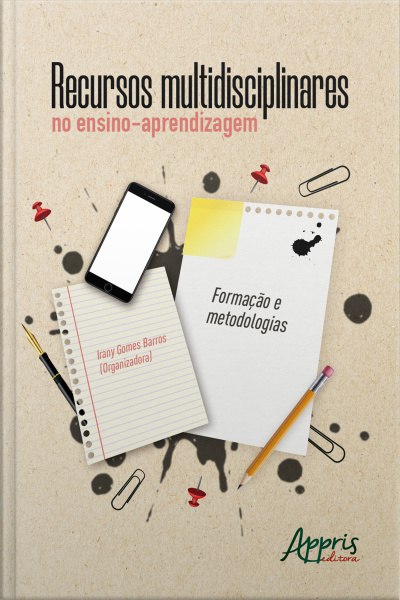 Recursos multidisciplinares
no ensino-aprendizagem
Formação e
metodologias
Irany Gomes Barros
(Organizadora)
Appris
editora